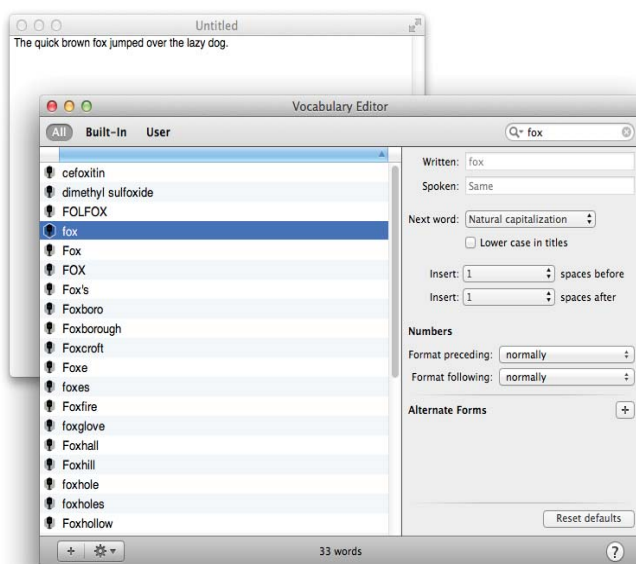 Untitled
The quick brown fox jumped over the lazy dog.
Vocabulary Editor
All Built-In User
fox
cefoxitin
dimethyl sulfoxide
FOLFOX
fox
Fox
FOX
Fox's
Foxboro
Foxborough
Foxcroft
Foxe
foxes
Foxfire
foxglove
Foxhall
Foxhill
foxhole
foxholes
Foxhollow
Written: fox
Spoken: Same
Next word: Natural capitalization
Lower case in titles
Insert: 1 spaces before
Insert: 1 spaces after
Numbers
Format preceding: normally
Format following: normally
Alternate Forms +
Reset defaults
+ 33 words ?